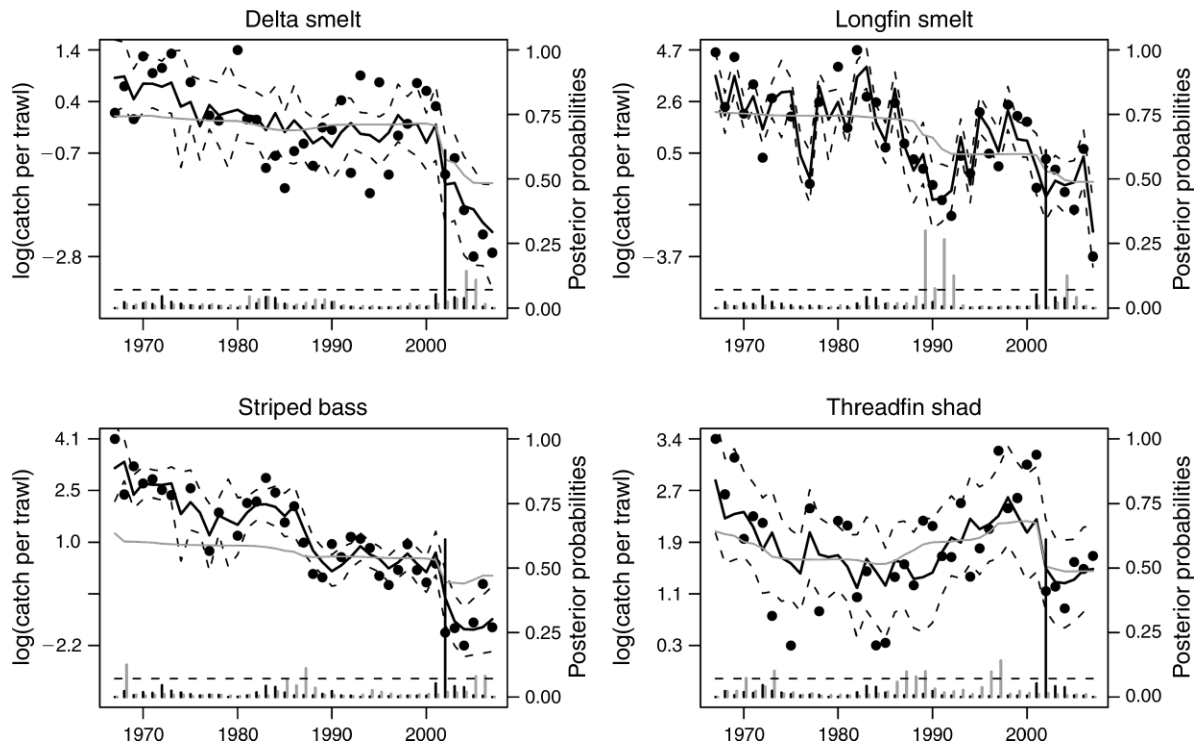 Delta smelt
log(catch per trawl)
1.4
0.4
−0.7
−2.8
1.00
0.75
0.50
0.25
0.00
Posterior probabilities
1970 1980 1990 2000
Longfin smelt
log(catch per trawl)
4.7
2.6
0.5
−3.7
1.00
0.75
0.50
0.25
0.00
Posterior probabilities
1970 1980 1990 2000
Striped bass
log(catch per trawl)
4.1
2.5
1.0
−2.2
1.00
0.75
0.50
0.25
0.00
Posterior probabilities
1970 1980 1990 2000
Threadfin shad
log(catch per trawl)
3.4
2.7
1.9
1.1
0.3
1.00
0.75
0.50
0.25
0.00
Posterior probabilities
1970 1980 1990 2000